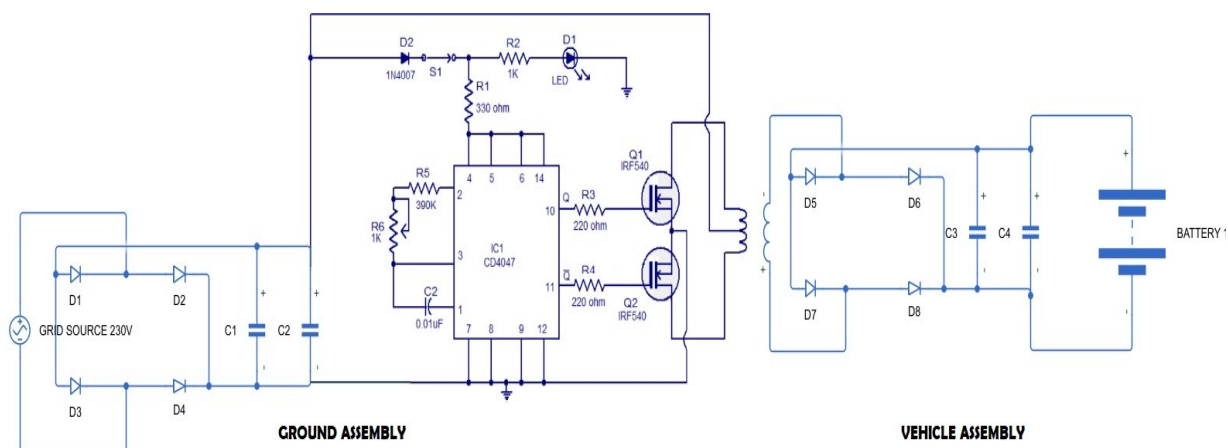 D2
1N4007
S1
R2
1K
D1
LED
R1
330 ohm
4 5 6 14
R5
390K
2
R6
1K
3
IC1
CD4047
C2
0.01uF
1
7 8 9 12
10
Q
R3
220 ohm
Q1
IRF540
11
Q̅
R4
220 ohm
Q2
IRF540
GRID SOURCE 230V
D1
D2
D3
D4
+
C1
-
+
C2
-
-
+
D5
D6
D7
D8
+
C3
-
+
C4
-
+
BATTERY 1
-
GROUND ASSEMBLY
VEHICLE ASSEMBLY